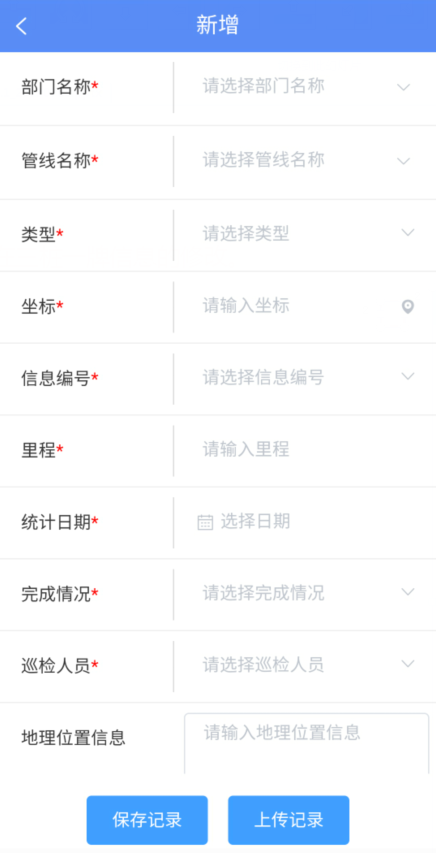 新增
部门名称* 请选择部门名称
管线名称* 请选择管线名称
类型* 请选择类型
坐标* 请输入坐标
信息编号* 请选择信息编号
里程* 请输入里程
统计日期* 选择日期
完成情况* 请选择完成情况
巡检人员* 请选择巡检人员
地理位置信息 请输入地理位置信息
保存记录 上传记录